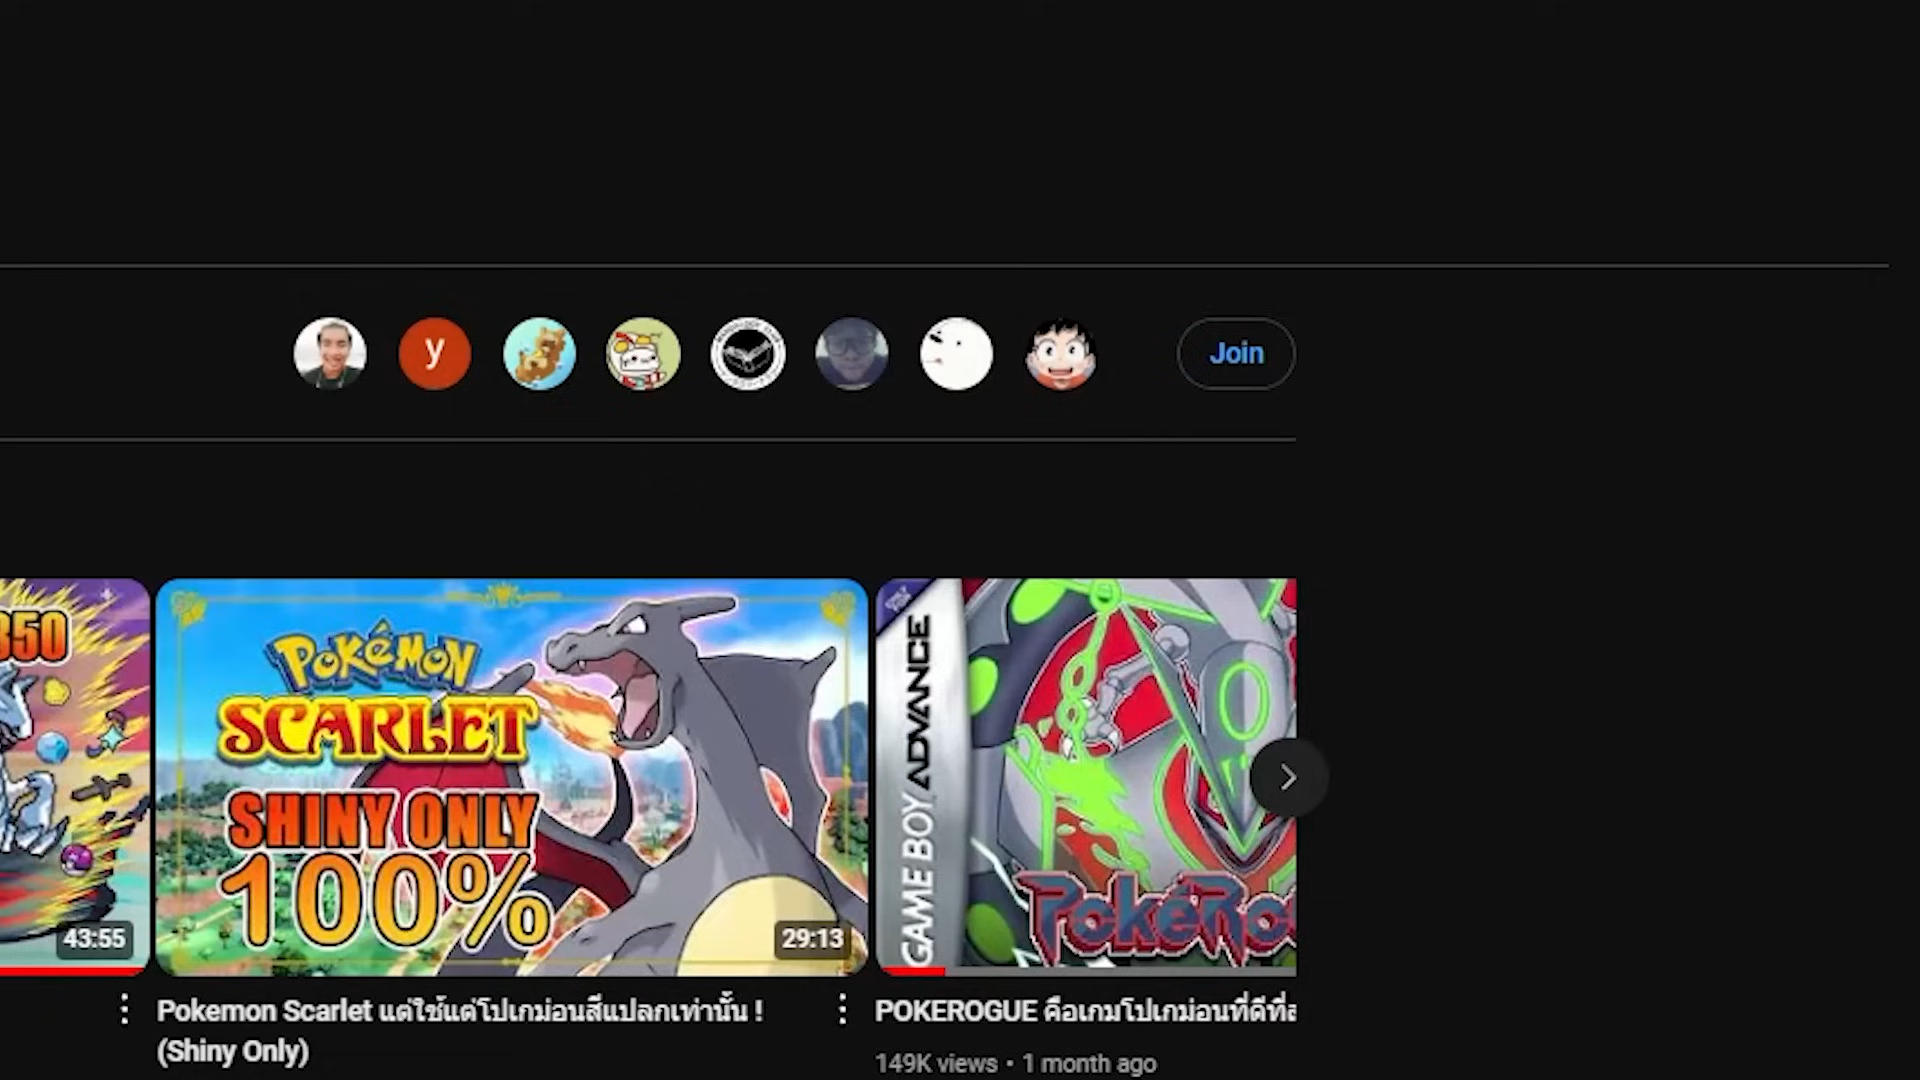 y
Join
350
POKéMON
SCARLET
SHINY ONLY
100%
43:55
29:13
GAME BOY ADVANCE
Pokemon Scarlet แต่ใช้แต่โปเกม่อนสีแปลกเท่านั้น !
(Shiny Only)
POKEROGUE คือเกมโปเกม่อนที่ดีที่ส
149K views • 1 month ago